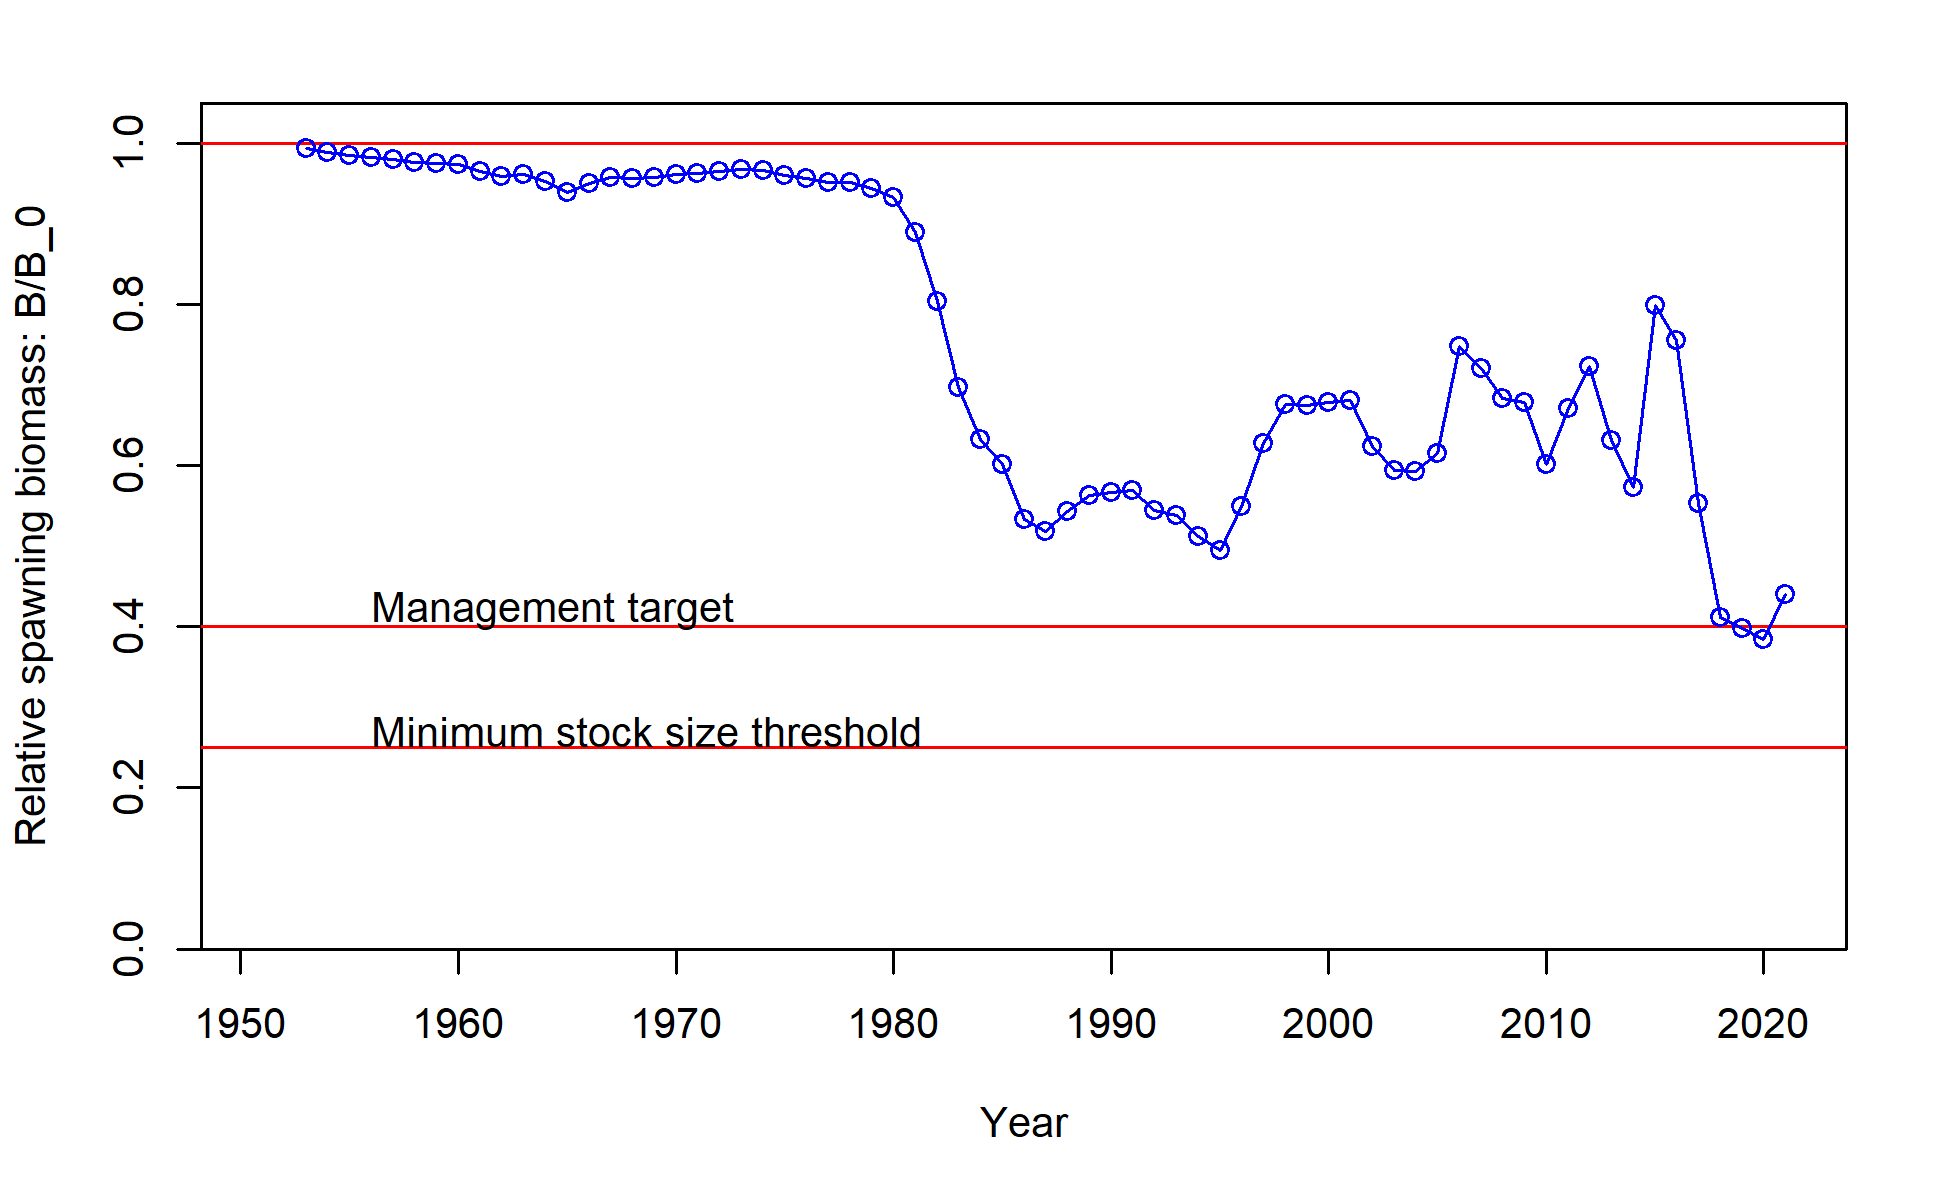 Relative spawning biomass: B/B_0
1.0
0.8
0.6
0.4
0.2
0.0
Management target
Minimum stock size threshold
1950 1960 1970 1980 1990 2000 2010 2020
Year